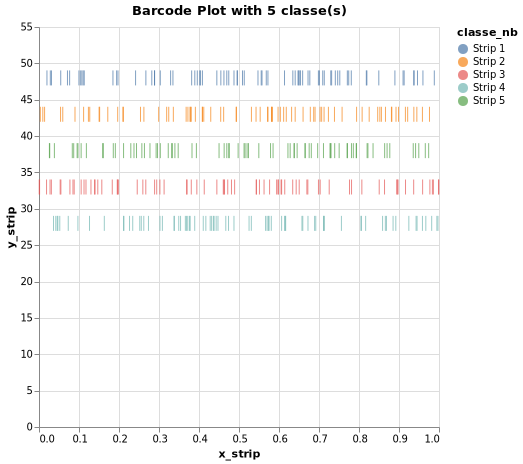 Barcode Plot with 5 classe(s)
classe_nb
Strip 1
Strip 2
Strip 3
Strip 4
Strip 5
y_strip
55
50
45
40
35
30
25
20
15
10
5
0
0.0 0.1 0.2 0.3 0.4 0.5 0.6 0.7 0.8 0.9 1.0
x_strip